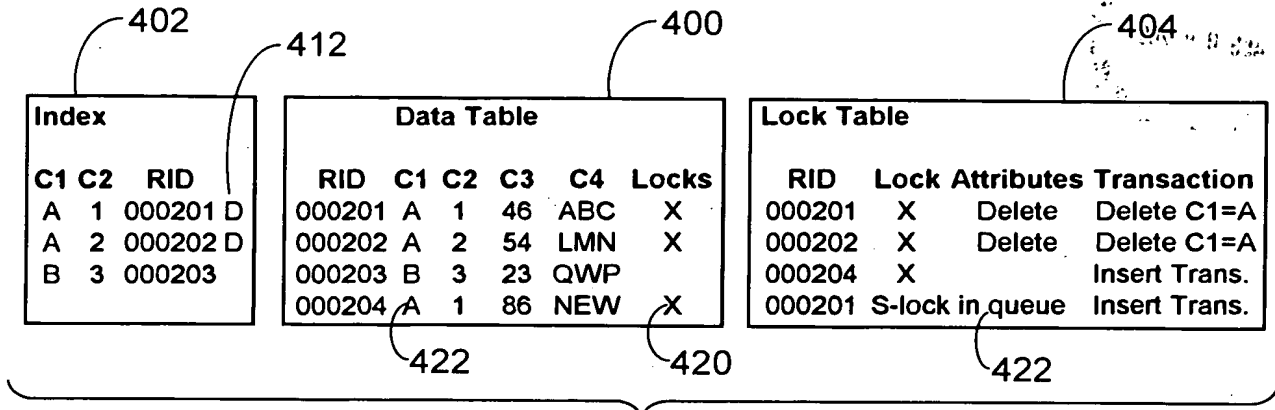 402
412
400
404
Index
C1 C2 RID
A 1 000201 D
A 2 000202 D
B 3 000203
Data Table
RID C1 C2 C3 C4 Locks
000201 A 1 46 ABC X
000202 A 2 54 LMN X
000203 B 3 23 QWP
000204 A 1 86 NEW X
Lock Table
RID Lock Attributes Transaction
000201 X Delete Delete C1=A
000202 X Delete Delete C1=A
000204 X Insert Trans.
000201 S-lock in queue Insert Trans.
422
420
422